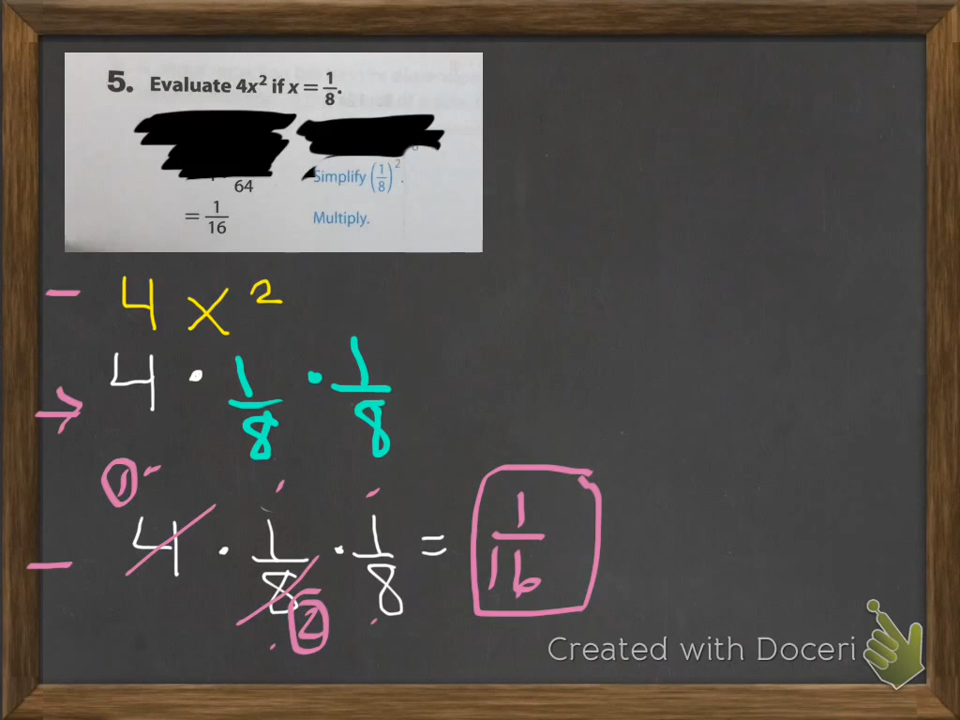 5. Evaluate 4x² if x = 1/8.
64 Simplify (1/8)².
= 1/16 Multiply.
- 4x²
4 · 1/8 · 1/8
→
①
- 4 · 1/8 · 1/8 = 1/16
②
Created with Doceri